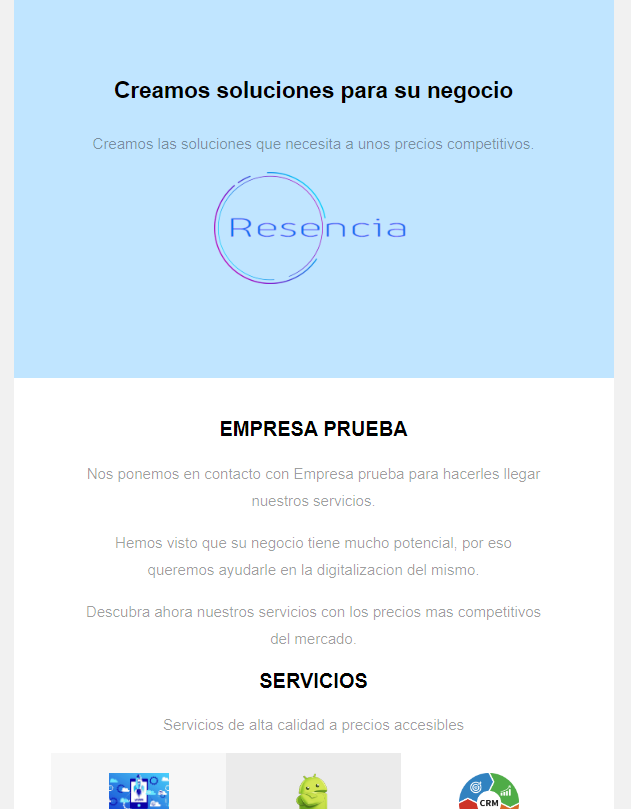 Creamos soluciones para su negocio
Creamos las soluciones que necesita a unos precios competitivos.
Resencia
EMPRESA PRUEBA
Nos ponemos en contacto con Empresa prueba para hacerles llegar
nuestros servicios.
Hemos visto que su negocio tiene mucho potencial, por eso
queremos ayudarle en la digitalizacion del mismo.
Descubra ahora nuestros servicios con los precios mas competitivos
del mercado.
SERVICIOS
Servicios de alta calidad a precios accesibles
CRM